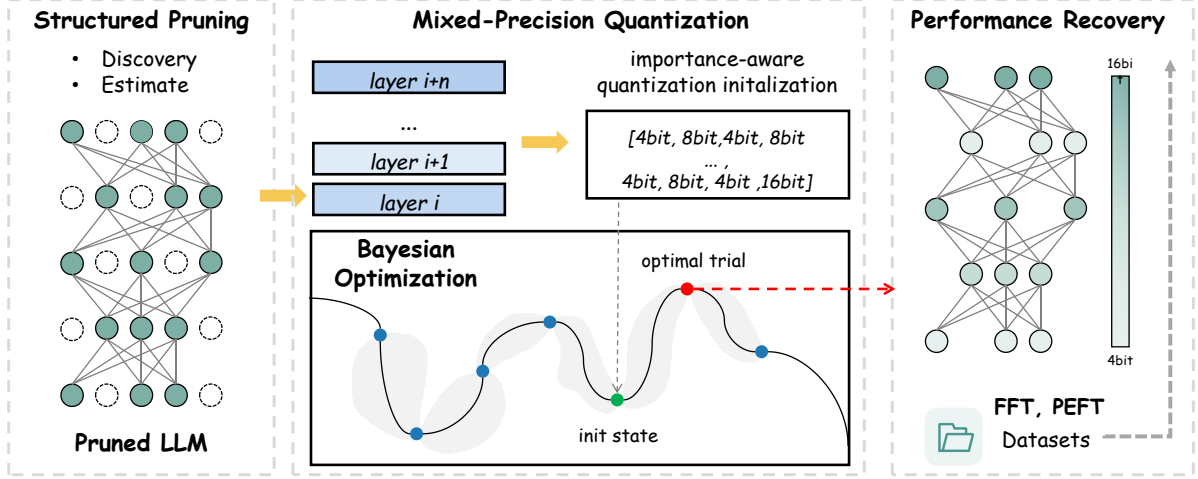 Structured Pruning
• Discovery
• Estimate
Pruned LLM
Mixed-Precision Quantization
layer i+n
...
layer i+1
layer i
importance-aware
quantization initalization
[4bit, 8bit,4bit, 8bit
... ,
4bit, 8bit, 4bit ,16bit]
Bayesian
Optimization
optimal trial
init state
Performance Recovery
16bi
t
4bit
FFT, PEFT
Datasets